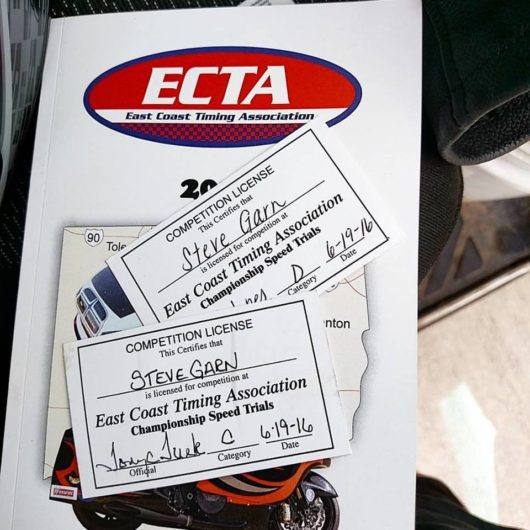 ECTA
East Coast Timing Association
20
COMPETITION LICENSE
This Certifies that
Steve Garn
is licensed for competition at
East Coast Timing Association
Championship Speed Trials
D 6-19-16
Category Date
90 Tole
nton
COMPETITION LICENSE
This Certifies that
STEVE GARN
is licensed for competition at
East Coast Timing Association
Championship Speed Trials
C 6-19-16
Official Category Date